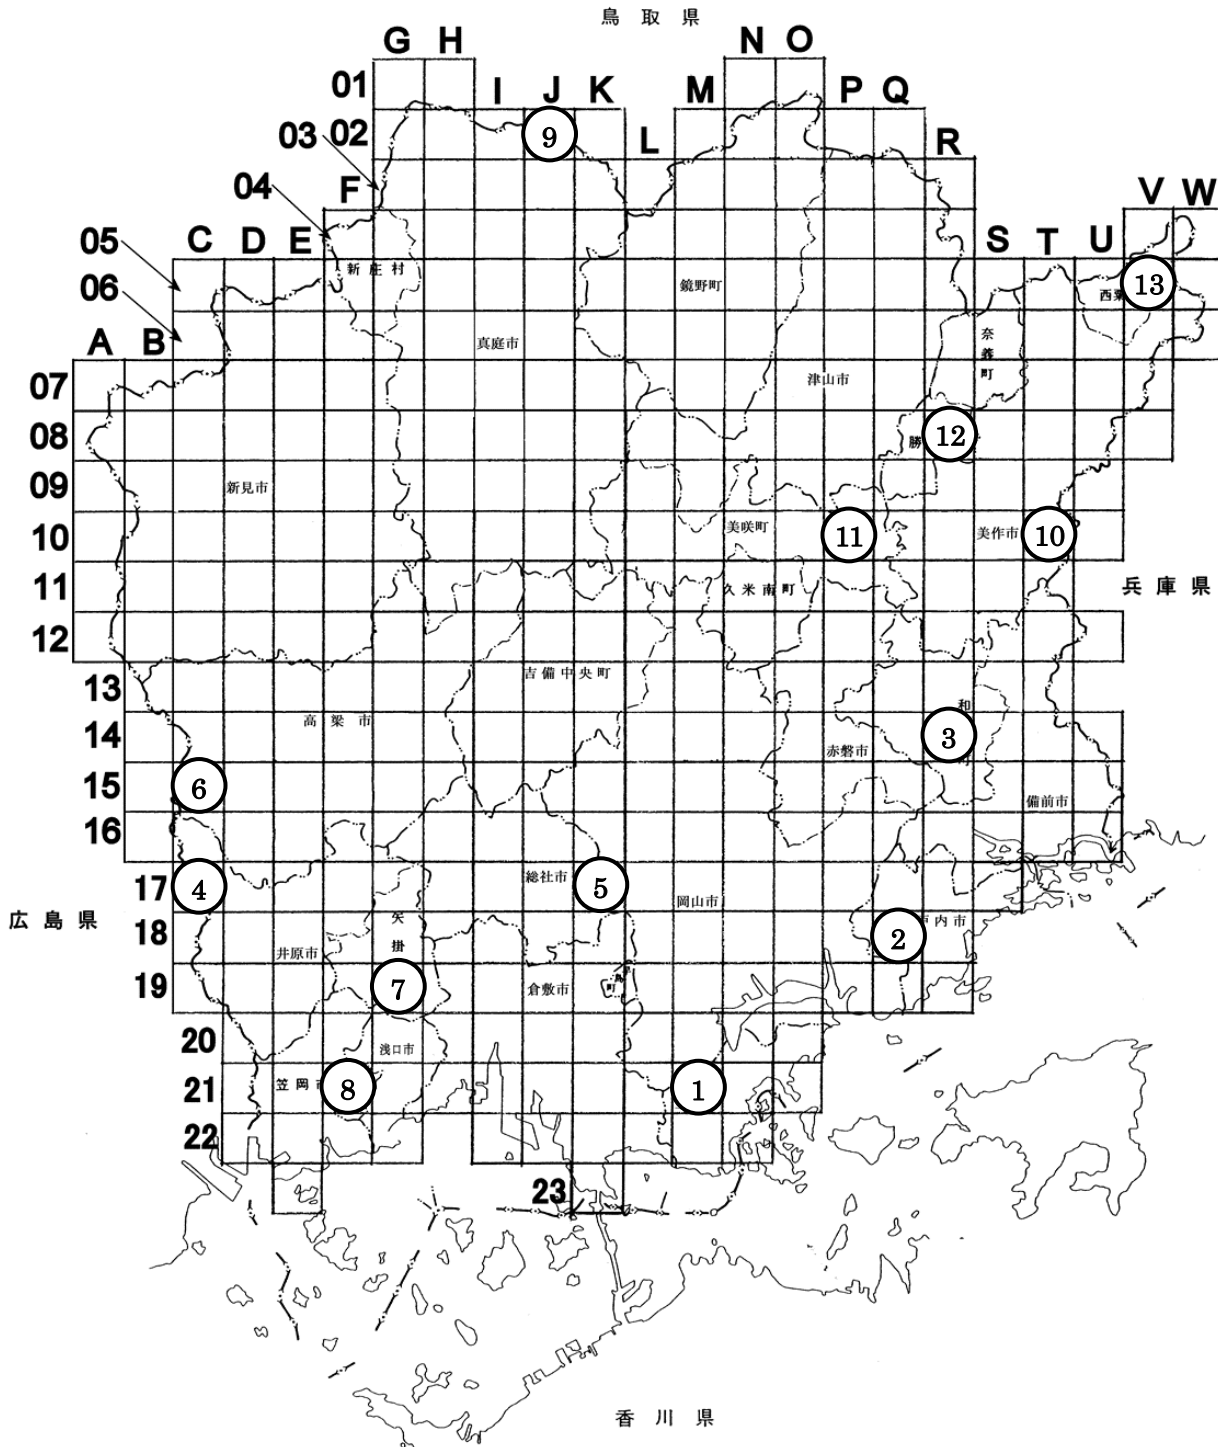 鳥取県
G H
N O
01
I J K
M
P Q
03 02
⑨
L
R
04
F
V W
05
C D E
S T U
新庄村
06
鏡野町
西粟
⑬
A B
真庭市
奈義町
07
津山市
08
勝
⑫
09
新見市
10
美咲町
⑪
美作市
⑩
11
久米南町
兵庫県
12
13
吉備中央町
和
14
高梁市
赤磐市
③
町
15
⑥
備前市
16
17
④
総社市
⑤
岡山市
広島県
18
矢掛
②
戸内市
井原市
19
⑦
倉敷市
島
町
20
浅口市
21
笠岡市
⑧
①
22
23
香川県